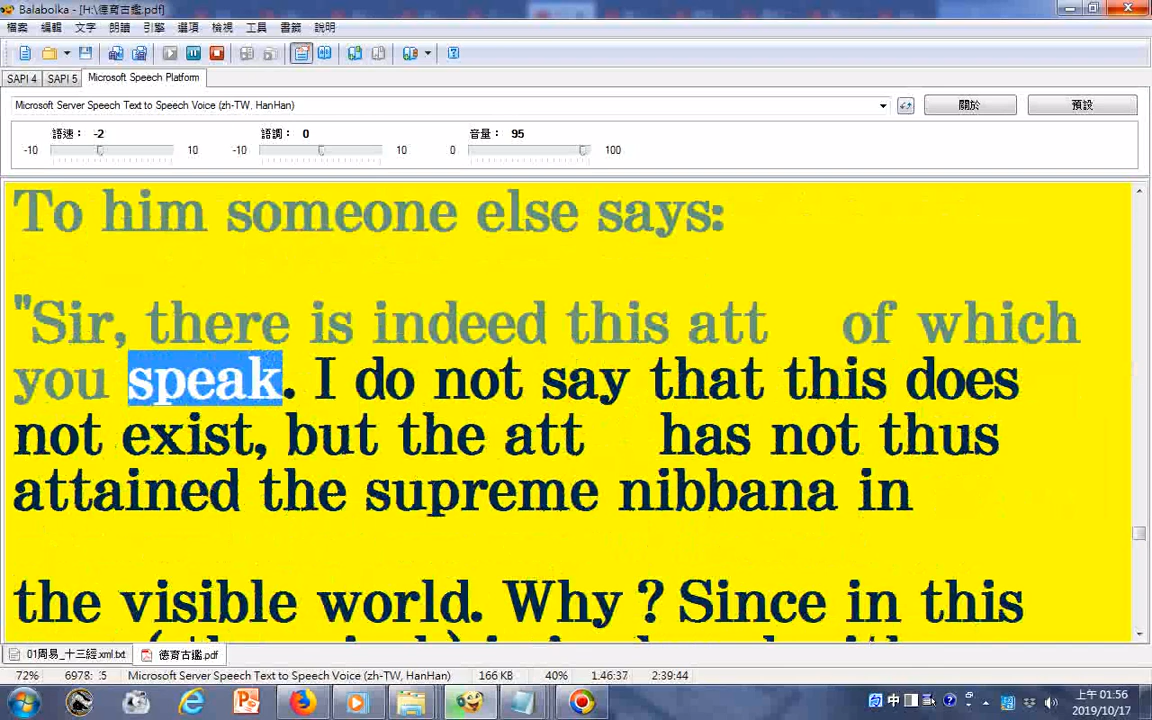 Balabolka - [H:\德育古鑑.pdf]
檔案 編輯 文字 朗讀 引擎 選項 檢視 工具 書籤 說明
SAPI 4 SAPI 5 Microsoft Speech Platform
Microsoft Server Speech Text to Speech Voice (zh-TW, HanHan) 關於 預設
語速： -2 語調： 0 音量： 95
-10 10 -10 10 0 100
To him someone else says:
"Sir, there is indeed this att of which
you speak. I do not say that this does
not exist, but the att has not thus
attained the supreme nibbana in
the visible world. Why ? Since in this
01周易_十三經.xml.txt 德育古鑑.pdf
72% Microsoft Server Speech Text to Speech Voice (zh-TW, HanHan) 166 KB 40% 1:46:37 2:39:44
中 上午 01:56
2019/10/17